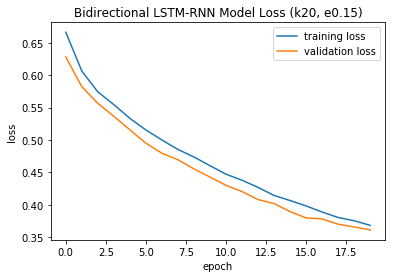 Bidirectional LSTM-RNN Model Loss (k20, e0.15)
training loss
validation loss
0.65
0.60
0.55
0.50
0.45
0.40
0.35
loss
0.0 2.5 5.0 7.5 10.0 12.5 15.0 17.5
epoch